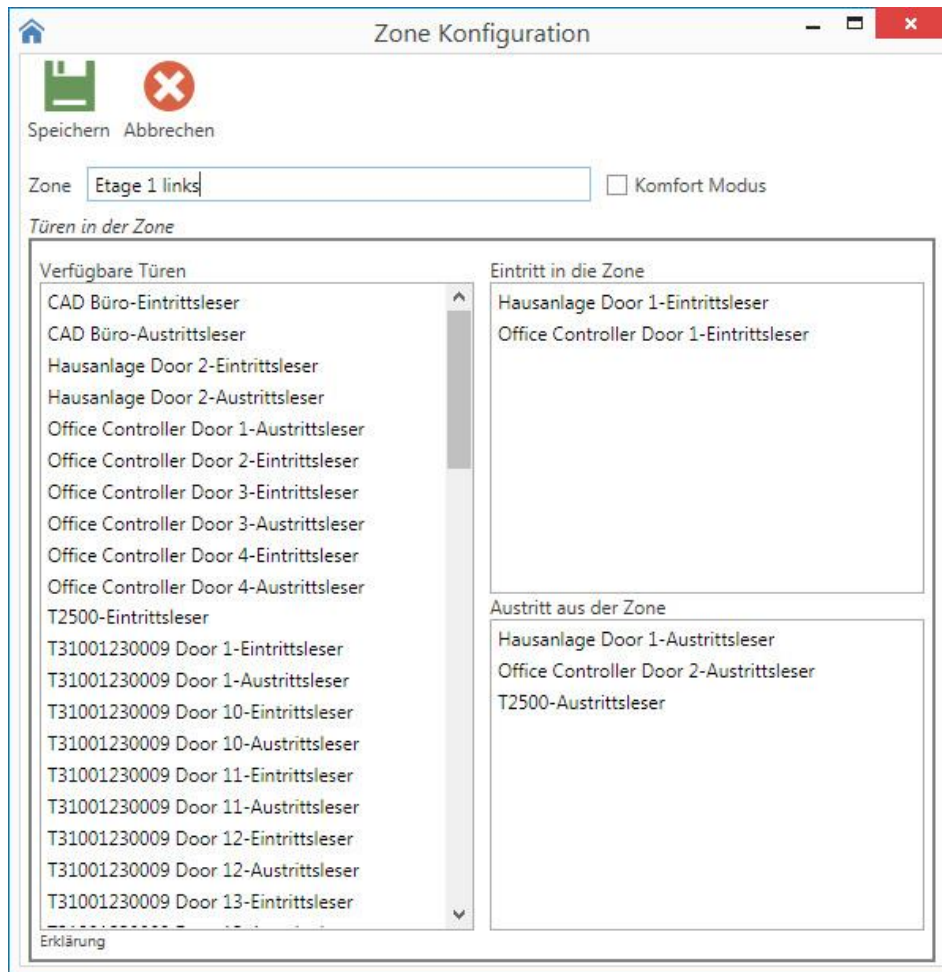 Zone Konfiguration
Speichern Abbrechen
Zone Etage 1 links Komfort Modus
Türen in der Zone
Verfügbare Türen
CAD Büro-Eintrittsleser
CAD Büro-Austrittsleser
Hausanlage Door 2-Eintrittsleser
Hausanlage Door 2-Austrittsleser
Office Controller Door 1-Austrittsleser
Office Controller Door 2-Eintrittsleser
Office Controller Door 3-Eintrittsleser
Office Controller Door 3-Austrittsleser
Office Controller Door 4-Eintrittsleser
Office Controller Door 4-Austrittsleser
T2500-Eintrittsleser
T31001230009 Door 1-Eintrittsleser
T31001230009 Door 1-Austrittsleser
T31001230009 Door 10-Eintrittsleser
T31001230009 Door 10-Austrittsleser
T31001230009 Door 11-Eintrittsleser
T31001230009 Door 11-Austrittsleser
T31001230009 Door 12-Eintrittsleser
T31001230009 Door 12-Austrittsleser
T31001230009 Door 13-Eintrittsleser
Eintritt in die Zone
Hausanlage Door 1-Eintrittsleser
Office Controller Door 1-Eintrittsleser
Austritt aus der Zone
Hausanlage Door 1-Austrittsleser
Office Controller Door 2-Austrittsleser
T2500-Austrittsleser
Erklärung